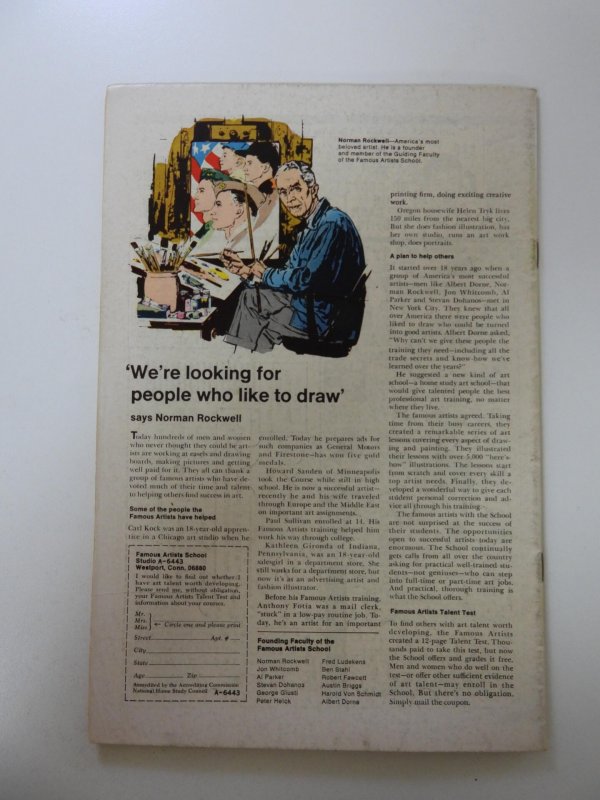 Norman Rockwell—America's most
beloved artist. He is a founder
and member of the Guiding Faculty
of the Famous Artists School.
'We're looking for
people who like to draw'
says Norman Rockwell
Today hundreds of men and women
who never thought they could be art-
ists are working at easels and drawing
boards, making pictures and getting
well paid for it. They all can thank a
group of famous artists who have de-
voted much of their time and talent
to helping others find success in art.
Some of the people the
Famous Artists have helped
Carl Kock was an 18-year-old appren-
tice in a Chicago art studio when he
enrolled. Today he prepares ads for
such companies as General Motors
and Firestone—has won five gold
medals.
Howard Sanden of Minneapolis
took the Course while still in high
school. He is now a successful artist—
recently he and his wife traveled
through Europe and the Middle East
on important art assignments.
Paul Sullivan enrolled at 14. His
Famous Artists training helped him
work his way through college.
Kathleen Gironda of Indiana,
Pennsylvania, was an 18-year-old
salesgirl in a department store. She
still works for a department store, but
now it's as an advertising artist and
fashion illustrator.
Before his Famous Artists training,
Anthony Fotia was a mail clerk,
"stuck" in a low-pay routine job. To-
day, he's an artist for an important
printing firm, doing exciting creative
work.
Oregon housewife Helen Tryk lives
150 miles from the nearest big city.
But she does fashion illustration, has
her own studio, runs an art work
shop, does portraits.
A plan to help others
It started over 18 years ago when a
group of America's most successful
artists—men like Albert Dorne, Nor-
man Rockwell, Jon Whitcomb, Al
Parker and Stevan Dohanos—met in
New York City. They knew that all
over America there were people who
liked to draw who could be turned
into good artists. Albert Dorne asked,
"Why can't we give these people the
training they need—including all the
trade secrets and know-how we've
learned over the years?"
He suggested a new kind of art
school—a home study art school—that
would give talented people the best
professional art training, no matter
where they live.
The famous artists agreed. Taking
time from their busy careers, they
created a remarkable series of art
lessons covering every aspect of draw-
ing and painting. They illustrated
their lessons with over 5,000 "here's-
how" illustrations. The lessons start
from scratch and cover every skill a
top artist needs. Finally, they de-
veloped a wonderful way to give each
student personal correction and ad-
vice all through his training.
The famous artists with the School
are not surprised at the success of
their students. The opportunities
open to successful artists today are
enormous. The School continually
gets calls from all over the country
asking for practical well-trained stu-
dents—not geniuses—who can step
into full-time or part-time art jobs.
And practical, thorough training is
what the School offers.
Famous Artists Talent Test
To find others with art talent worth
developing, the Famous Artists
created a 12-page Talent Test. Thou-
sands paid to take this test, but now
the School offers and grades it free.
Men and women who do well on the
test—or offer other sufficient evidence
of art talent—may enroll in the
School. But there's no obligation.
Simply mail the coupon.
Famous Artists School
Studio A-6443
Westport, Conn. 06880
I would like to find out whether I
have art talent worth developing.
Please send me, without obligation,
your Famous Artists Talent Test and
information about your courses.
Mr.
Mrs.
Miss
Circle one and please print
Street Apt. #
City
State
Age Zip
Accredited by the Accrediting Commission
National Home Study Council A-6443
Founding Faculty of the
Famous Artists School
Norman Rockwell
Jon Whitcomb
Al Parker
Stevan Dohanos
George Giusti
Peter Helck
Fred Ludekens
Ben Stahl
Robert Fawcett
Austin Briggs
Harold Von Schmidt
Albert Dorne